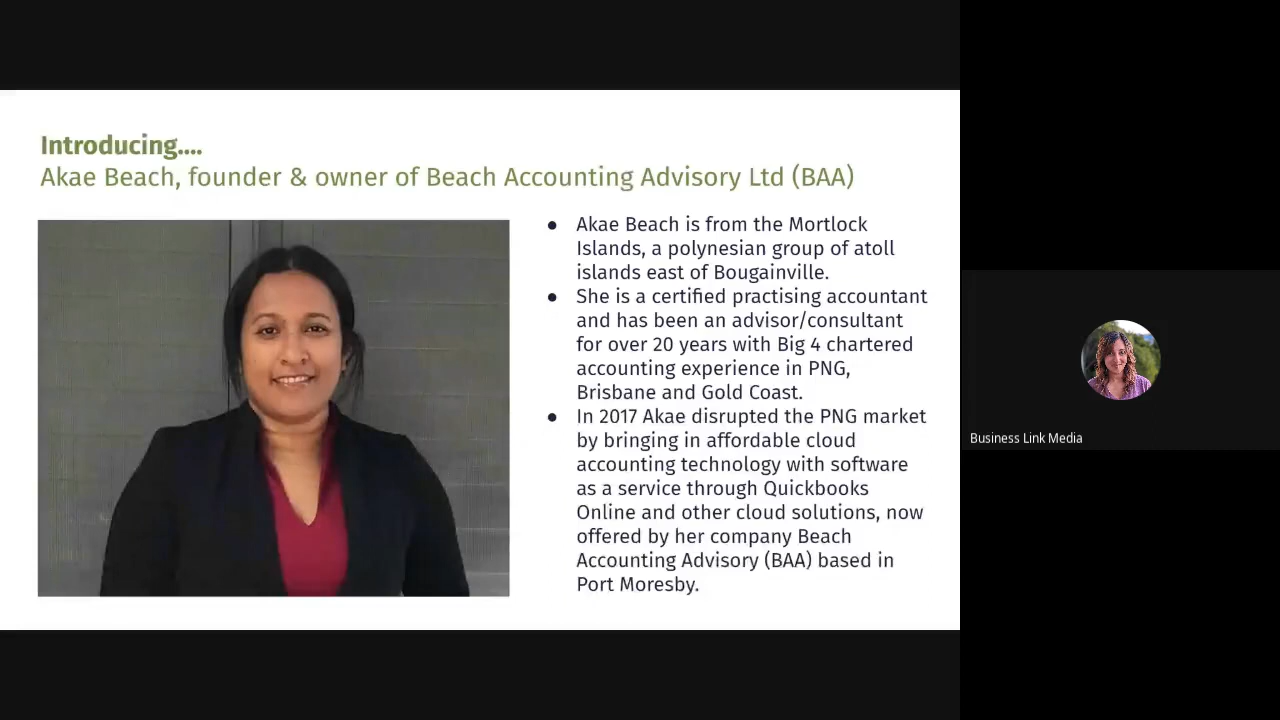 Introducing....
Akae Beach, founder & owner of Beach Accounting Advisory Ltd (BAA)
● Akae Beach is from the Mortlock
Islands, a polynesian group of atoll
islands east of Bougainville.
● She is a certified practising accountant
and has been an advisor/consultant
for over 20 years with Big 4 chartered
accounting experience in PNG,
Brisbane and Gold Coast.
● In 2017 Akae disrupted the PNG market
by bringing in affordable cloud
accounting technology with software
as a service through Quickbooks
Online and other cloud solutions, now
offered by her company Beach
Accounting Advisory (BAA) based in
Port Moresby.
Business Link Media